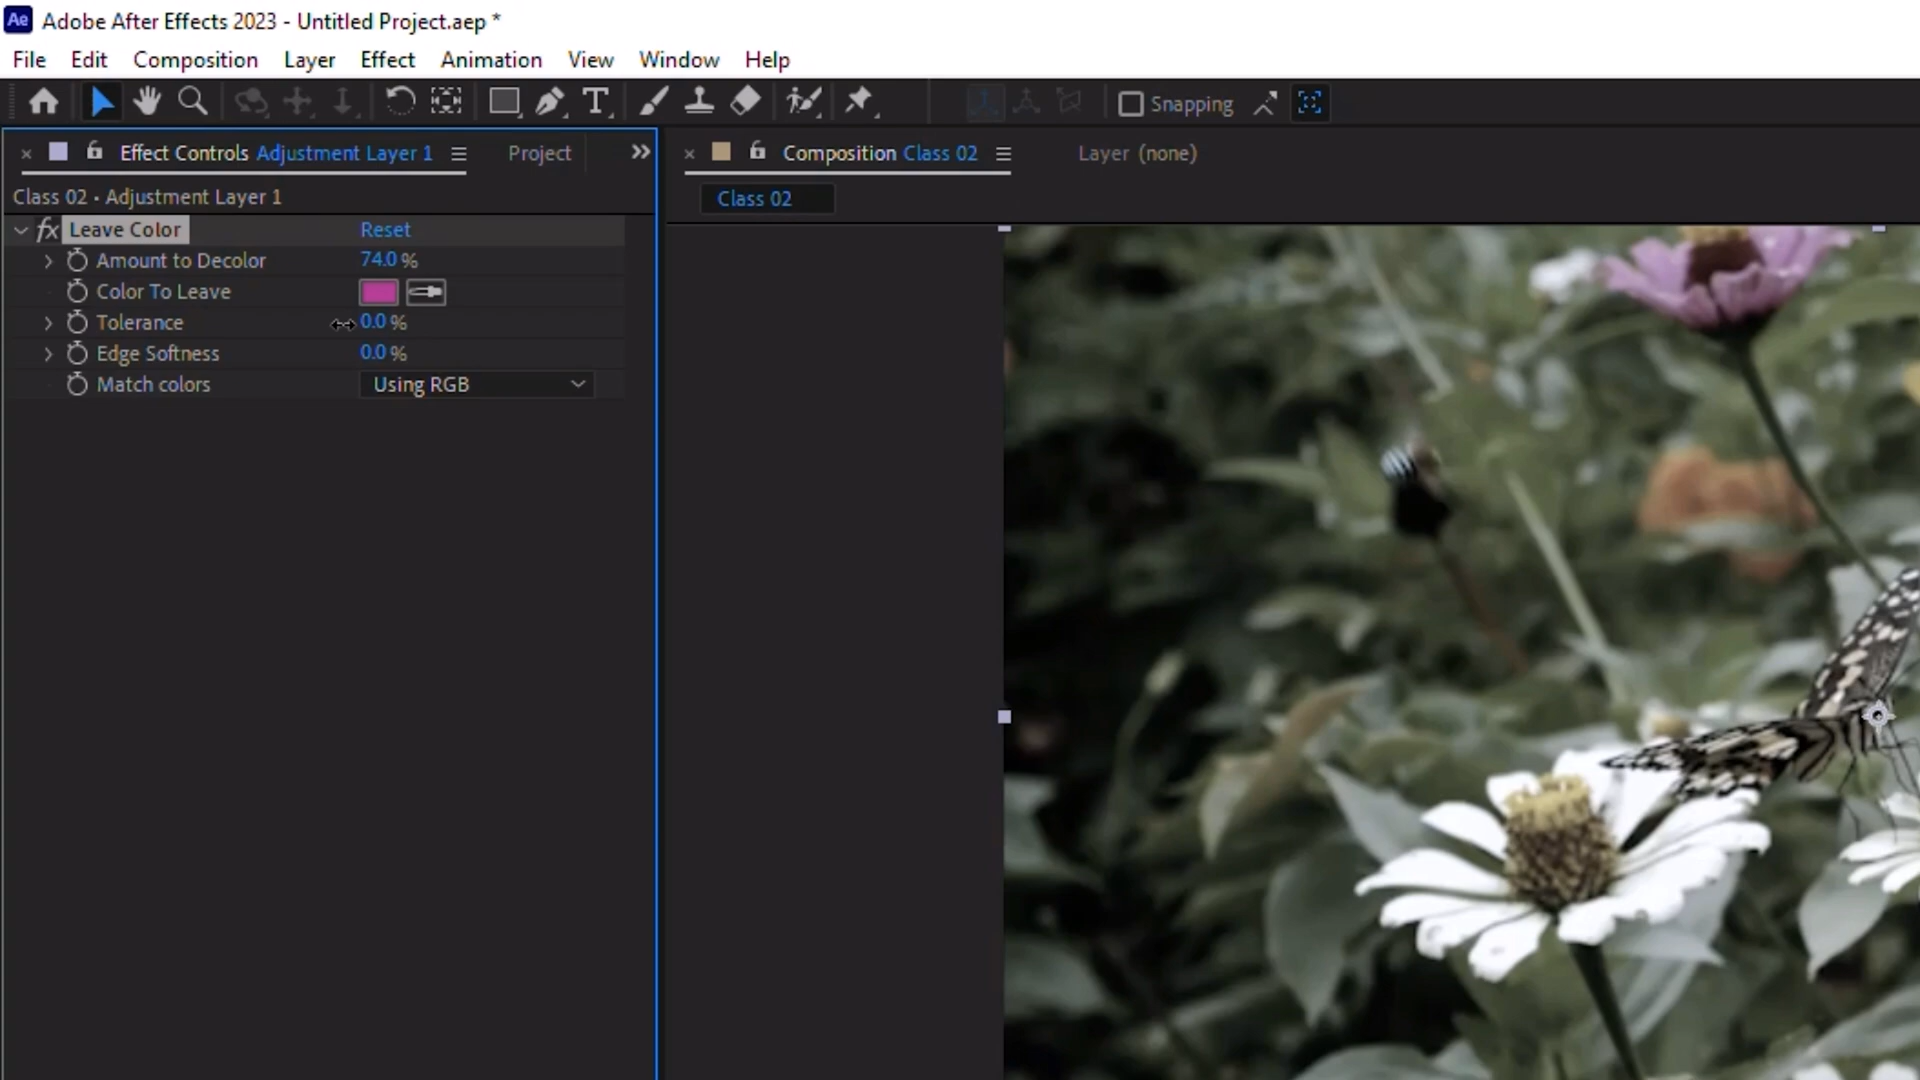 Ae Adobe After Effects 2023 - Untitled Project.aep *
File Edit Composition Layer Effect Animation View Window Help
T Snapping
× Effect Controls Adjustment Layer 1 Project × Composition Class 02 Layer (none)
Class 02 • Adjustment Layer 1
Class 02
fx Leave Color Reset
Amount to Decolor 74.0 %
Color To Leave
Tolerance 0.0 %
Edge Softness 0.0 %
Match colors Using RGB